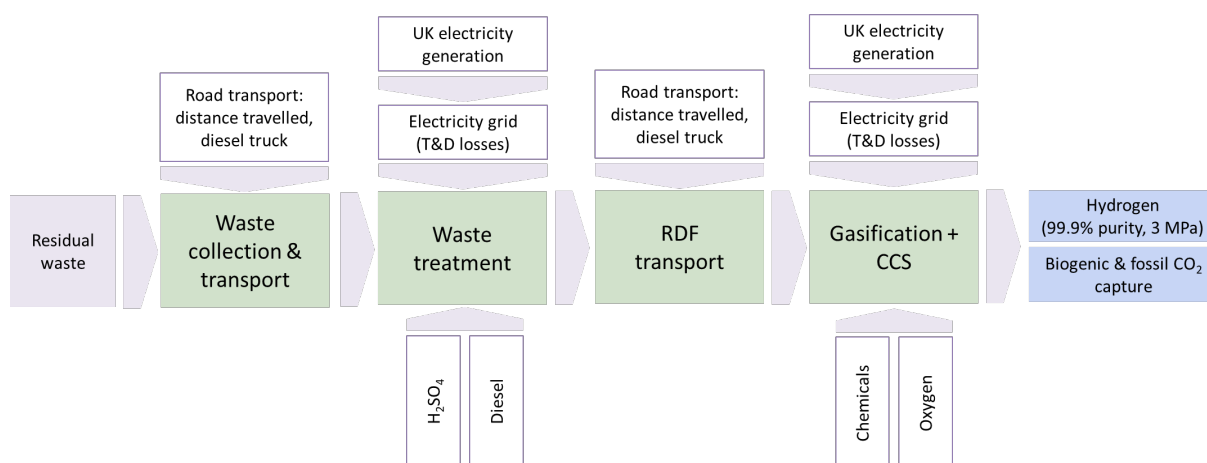 UK electricity
generation
UK electricity
generation
Road transport:
distance travelled,
diesel truck
Electricity grid
(T&D losses)
Road transport:
distance travelled,
diesel truck
Electricity grid
(T&D losses)
Residual
waste
Waste
collection &
transport
Waste
treatment
RDF
transport
Gasification +
CCS
Hydrogen
(99.9% purity, 3 MPa)
Biogenic & fossil CO₂
capture
H₂SO₄
Diesel
Chemicals
Oxygen